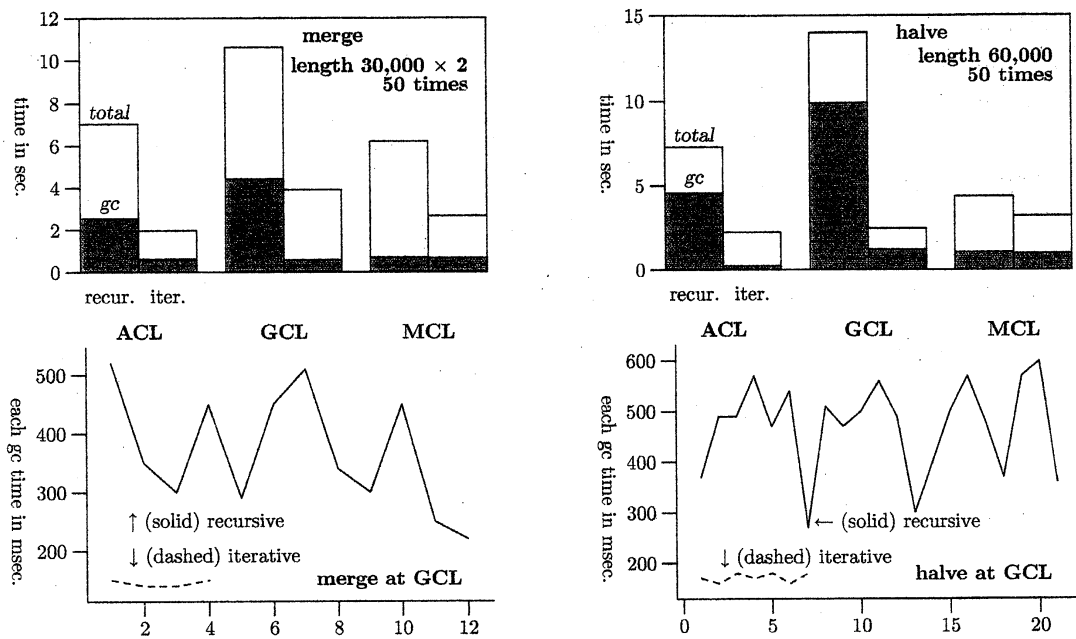 merge
length 30,000 × 2
50 times
time in sec.
12
10
8
6
4
2
0
total
gc
recur. iter.
ACL GCL MCL
halve
length 60,000
50 times
time in sec.
15
10
5
0
total
gc
recur. iter.
ACL GCL MCL
each gc time in msec.
500
400
300
200
↑ (solid) recursive
↓ (dashed) iterative
merge at GCL
2 4 6 8 10 12
each gc time in msec.
600
500
400
300
200
← (solid) recursive
↓ (dashed) iterative
halve at GCL
0 5 10 15 20